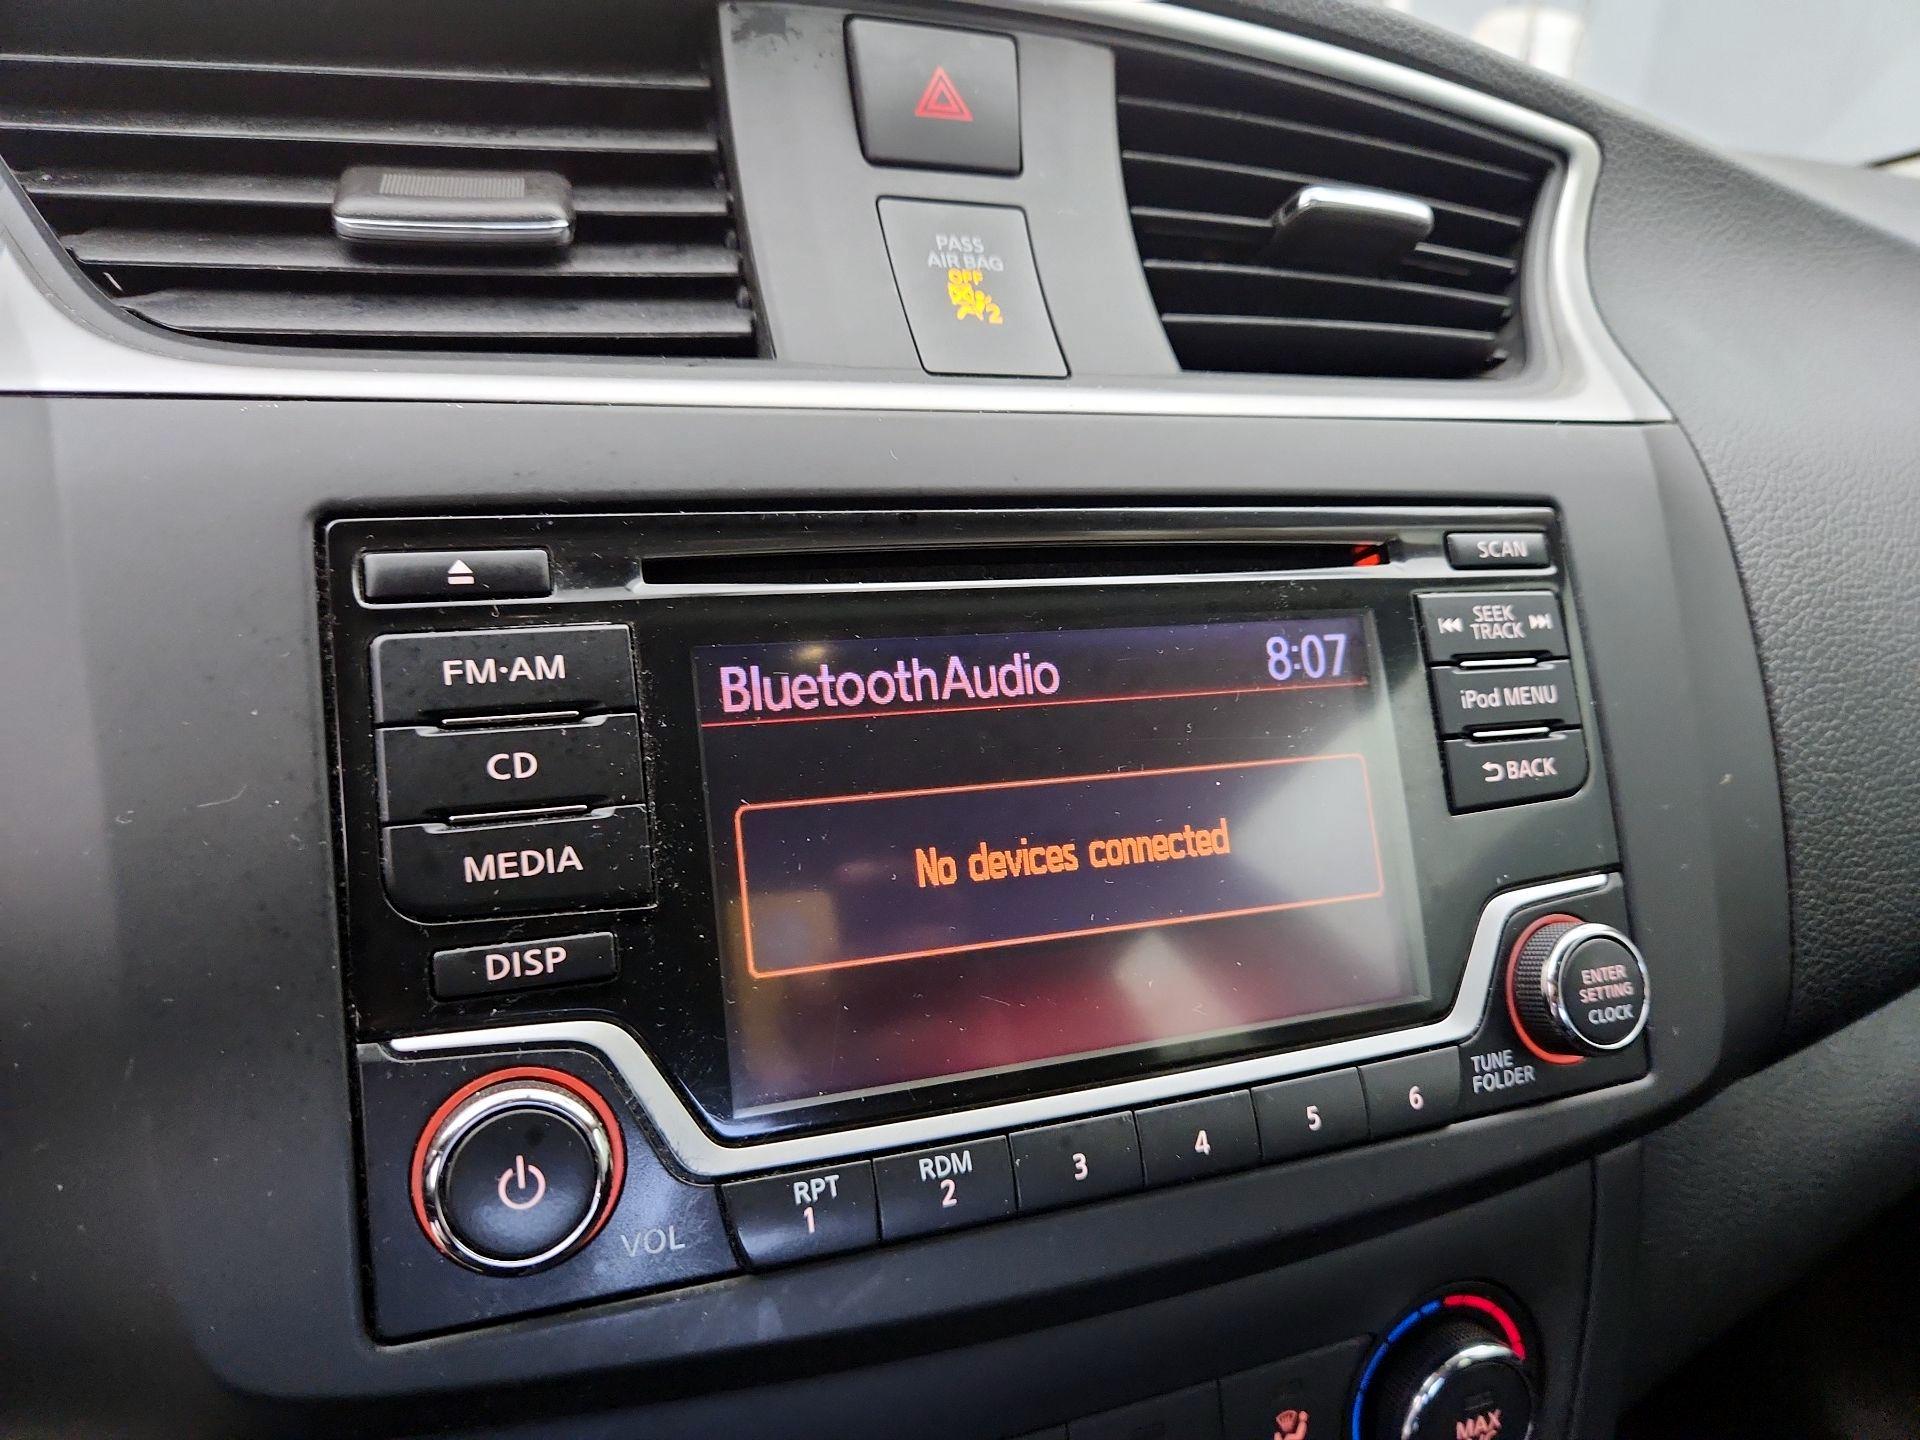 PASS
AIR BAG
OFF
2
SCAN
FM·AM
CD
MEDIA
DISP
BluetoothAudio 8:07
No devices connected
SEEK
TRACK
iPod MENU
BACK
ENTER
SETTING
CLOCK
TUNE
FOLDER
VOL
RPT
1
RDM
2
3
4
5
6
MAX